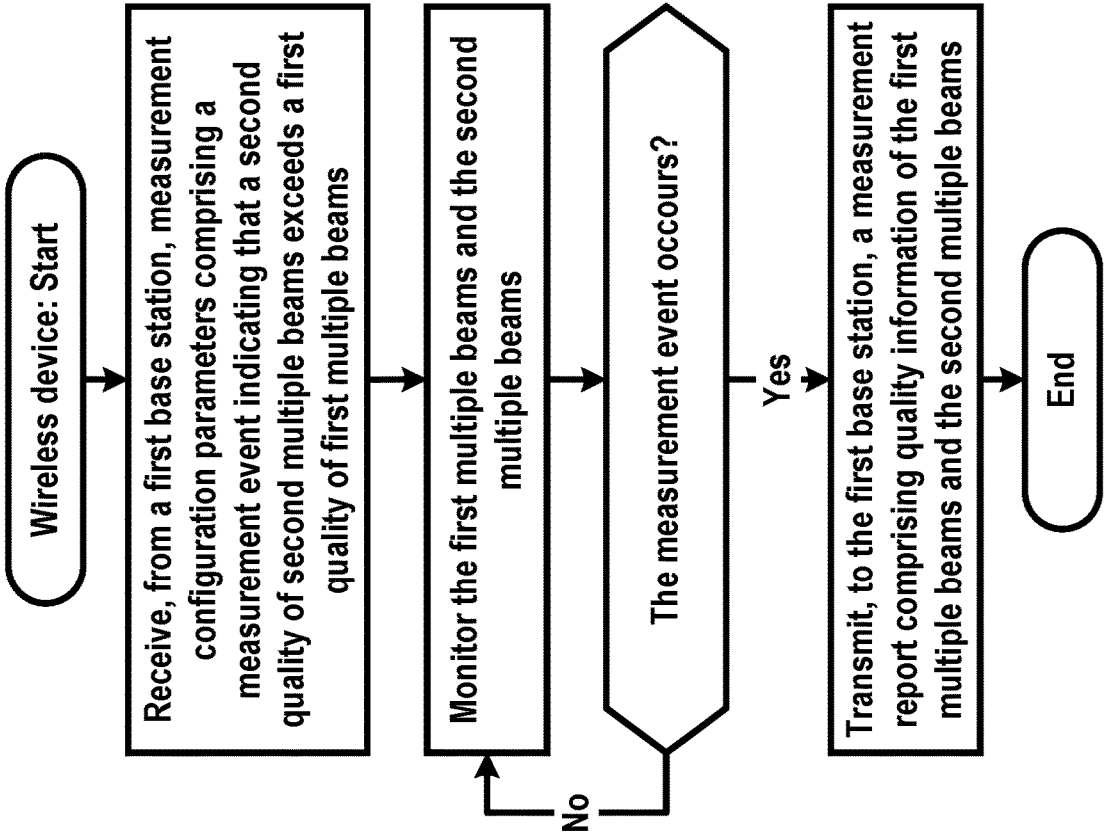 Wireless device: Start
Receive, from a first base station, measurement
configuration parameters comprising a
measurement event indicating that a second
quality of second multiple beams exceeds a first
quality of first multiple beams
Monitor the first multiple beams and the second
multiple beams
The measurement event occours?
No
Yes
Transmit, to the first base station, a measurement
report comprising quality information of the first
multiple beams and the second multiple beams
End